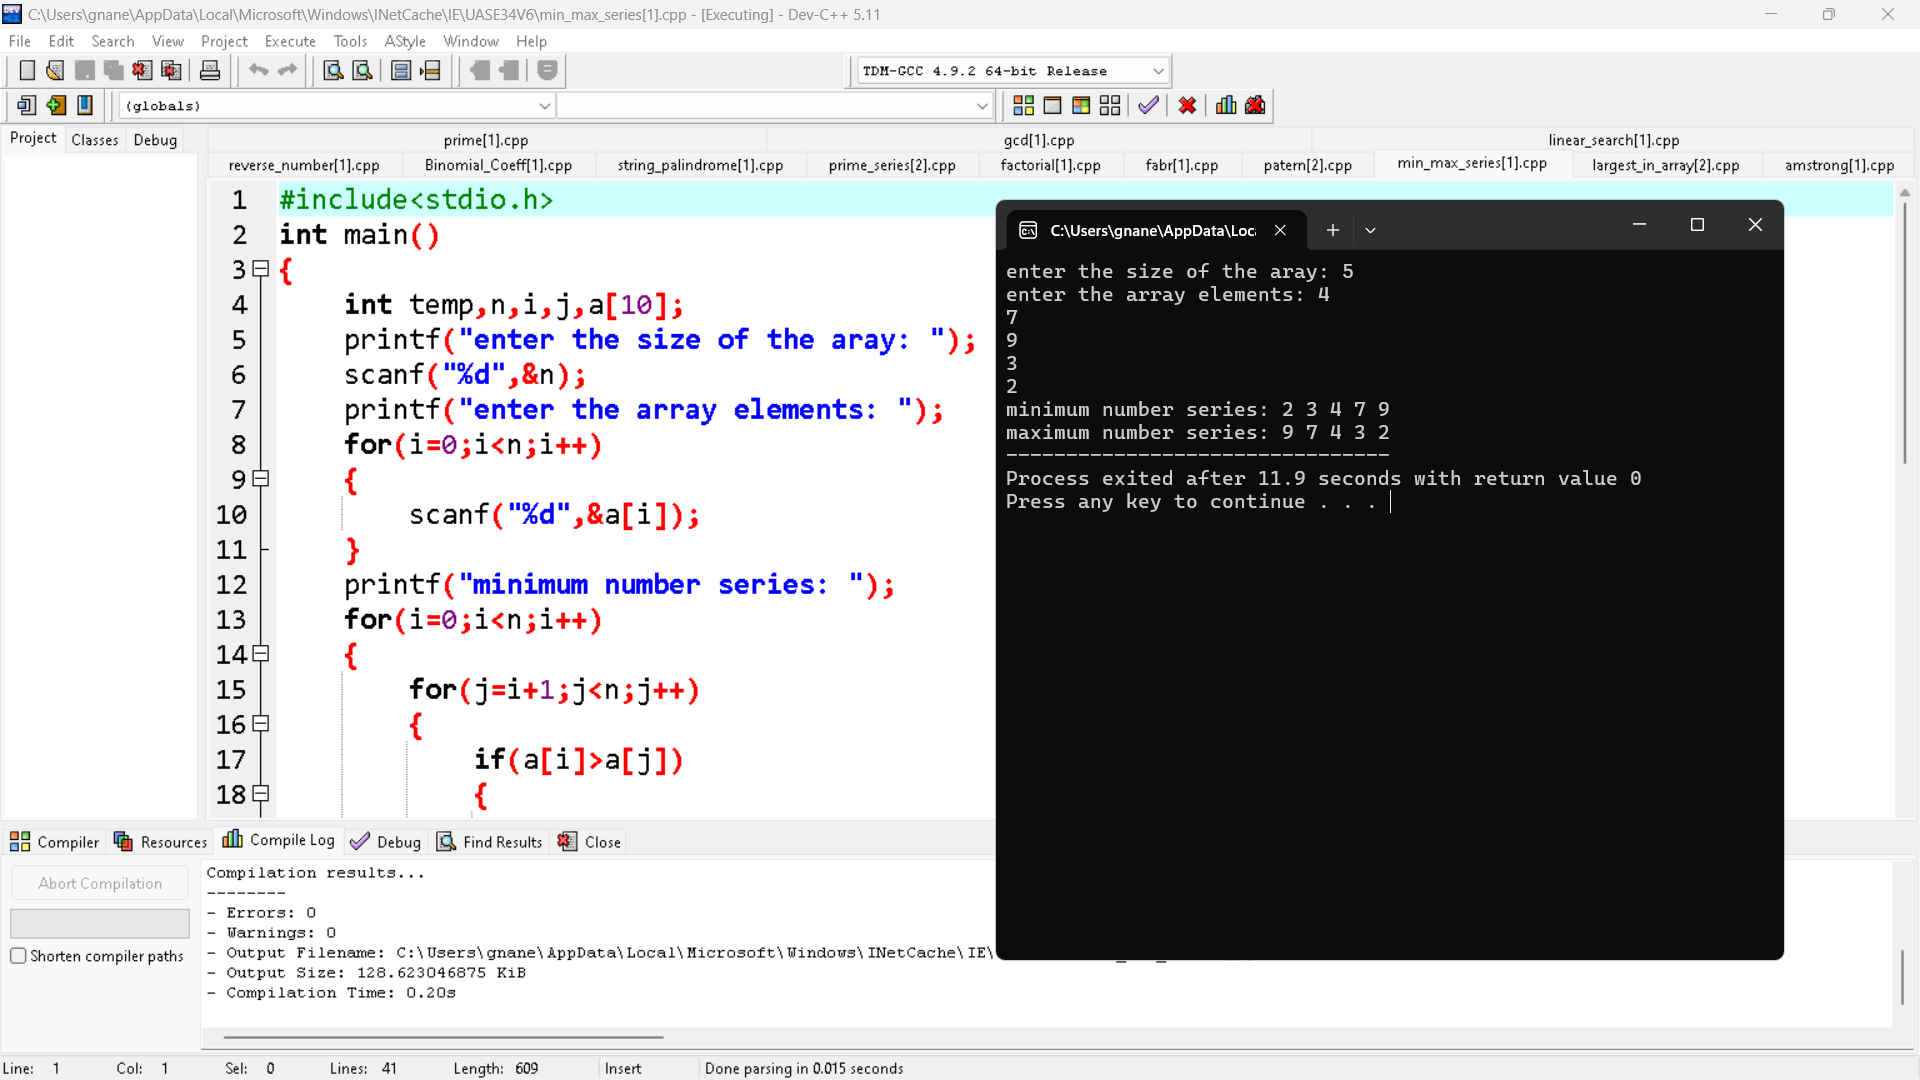 C:\Users\gnane\AppData\Local\Microsoft\Windows\INetCache\IE\UASE34V6\min_max_series[1].cpp - [Executing] - Dev-C++ 5.11
File Edit Search View Project Execute Tools AStyle Window Help
TDM-GCC 4.9.2 64-bit Release
(globals)
Project Classes Debug
prime[1].cpp gcd[1].cpp linear_search[1].cpp
reverse_number[1].cpp Binomial_Coeff[1].cpp string_palindrome[1].cpp prime_series[2].cpp factorial[1].cpp fabr[1].cpp patern[2].cpp min_max_series[1].cpp largest_in_array[2].cpp amstrong[1].cpp
1 #include<stdio.h>
2 int main()
3 {
4 int temp,n,i,j,a[10];
5 printf("enter the size of the aray: ");
6 scanf("%d",&n);
7 printf("enter the array elements: ");
8 for(i=0;i<n;i++)
9 {
10 scanf("%d",&a[i]);
11 }
12 printf("minimum number series: ");
13 for(i=0;i<n;i++)
14 {
15 for(j=i+1;j<n;j++)
16 {
17 if(a[i]>a[j])
18 {
C:\Users\gnane\AppData\Loc
enter the size of the aray: 5
enter the array elements: 4
7
9
3
2
minimum number series: 2 3 4 7 9
maximum number series: 9 7 4 3 2
--------------------------------
Process exited after 11.9 seconds with return value 0
Press any key to continue . . .
Compiler Resources Compile Log Debug Find Results Close
Abort Compilation
Shorten compiler paths
Compilation results...
--------
- Errors: 0
- Warnings: 0
- Output Filename: C:\Users\gnane\AppData\Local\Microsoft\Windows\INetCache\IE\
- Output Size: 128.623046875 KiB
- Compilation Time: 0.20s
Line: 1 Col: 1 Sel: 0 Lines: 41 Length: 609 Insert Done parsing in 0.015 seconds